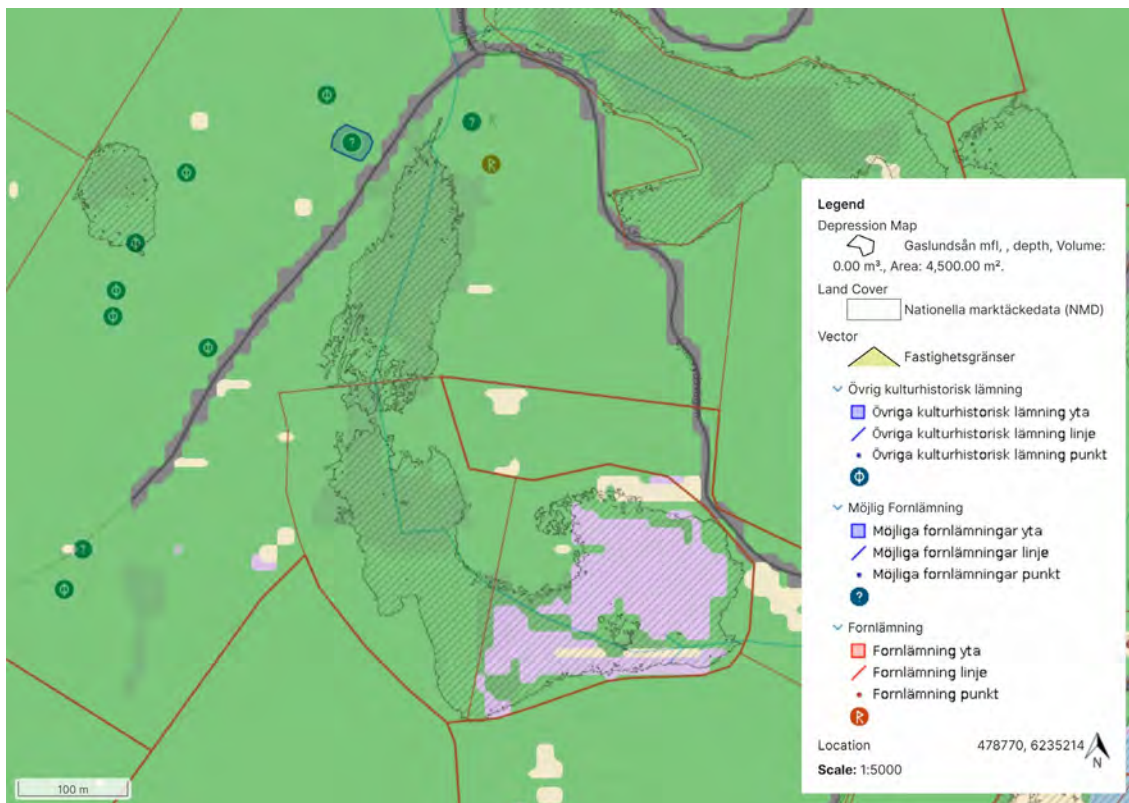 Legend
Depression Map
Gaslundsån mfl, , depth, Volume:
0.00 m³., Area: 4,500.00 m².
Land Cover
Nationella marktäckedata (NMD)
Vector
Fastighetsgränser
Övrig kulturhistorisk lämning
Övriga kulturhistorisk lämning yta
Övriga kulturhistorisk lämning linje
Övriga kulturhistorisk lämning punkt
Möjlig Fornlämning
Möjliga fornlämningar yta
Möjliga fornlämningar linje
Möjliga fornlämningar punkt
?
Fornlämning
Fornlämning yta
Fornlämning linje
Fornlämning punkt
R
Location 478770, 6235214
N
Scale: 1:5000
100 m